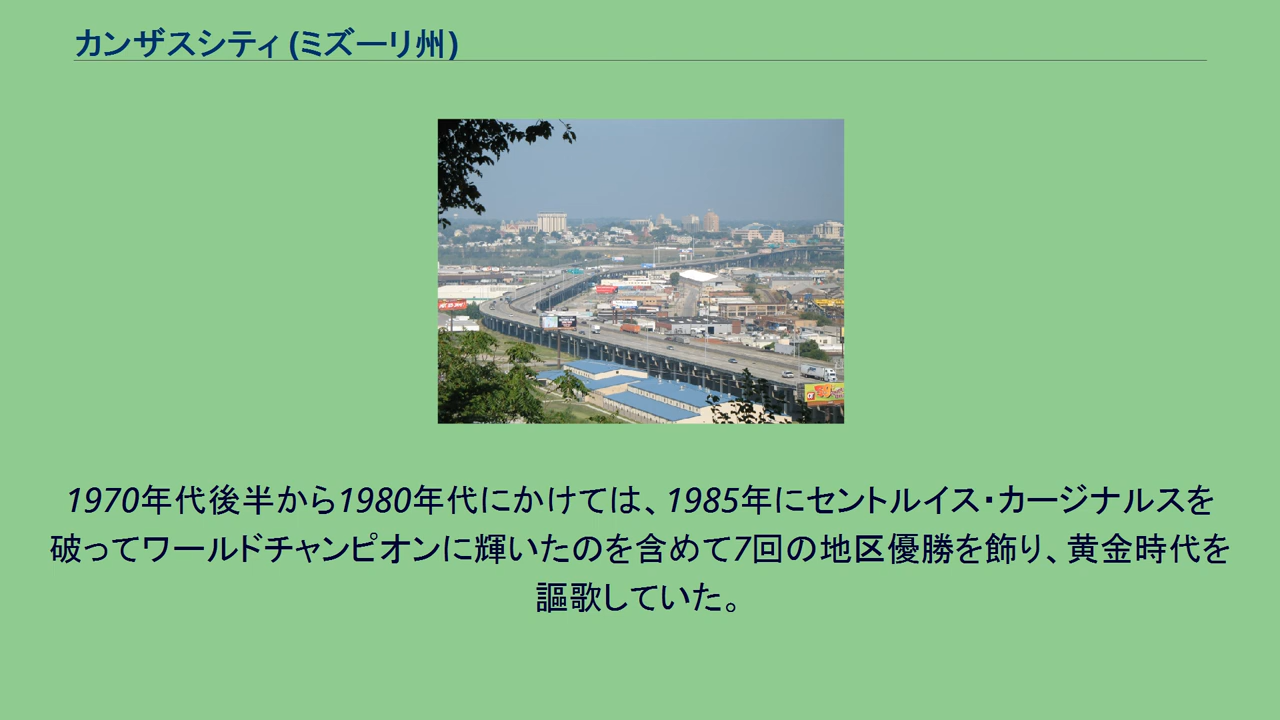 カンザスシティ (ミズーリ州)
1970年代後半から1980年代にかけては、1985年にセントルイス・カージナルスを
破ってワールドチャンピオンに輝いたのを含めて7回の地区優勝を飾り、黄金時代を
謳歌していた。